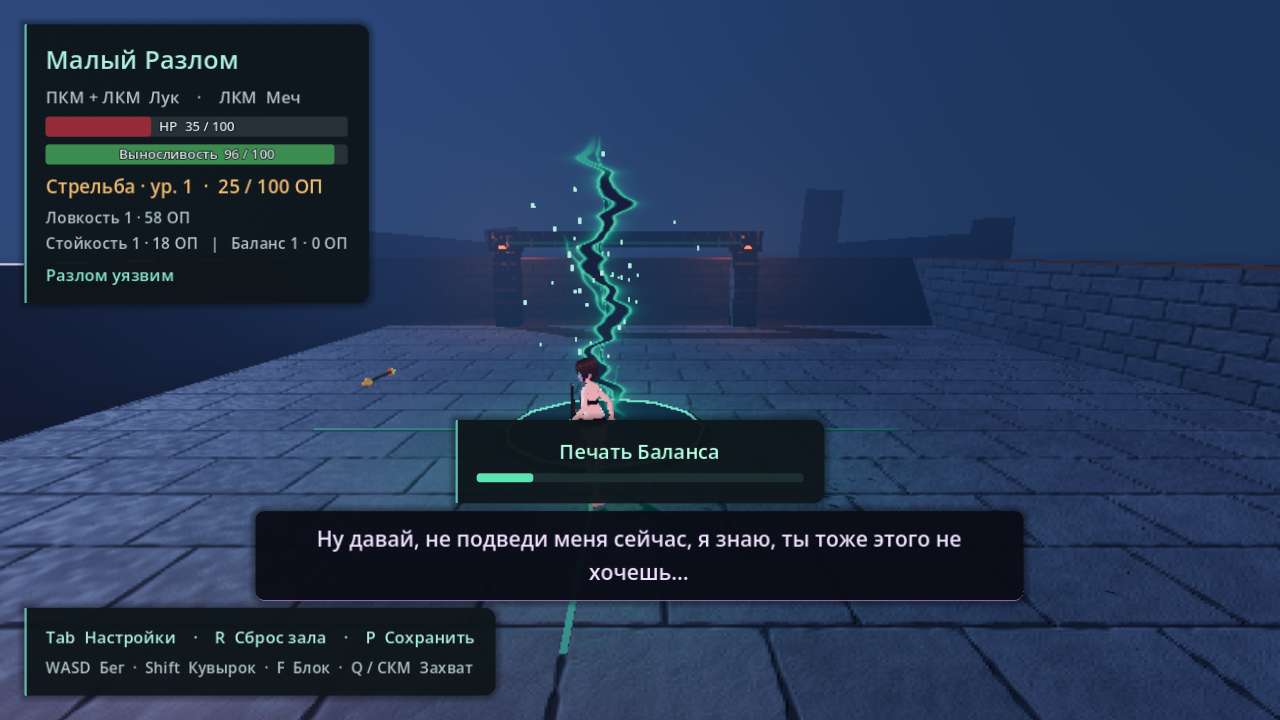 Малый Разлом
ПКМ + ЛКМ Лук · ЛКМ Меч
HP 35 / 100
Выносливость 96 / 100
Стрельба · ур. 1 · 25 / 100 ОП
Ловкость 1 · 58 ОП
Стойкость 1 · 18 ОП | Баланс 1 · 0 ОП
Разлом уязвим
Печать Баланса
Ну давай, не подведи меня сейчас, я знаю, ты тоже этого не
хочешь...
Tab Настройки · R Сброс зала · P Сохранить
WASD Бег · Shift Кувырок · F Блок · Q / СКМ Захват